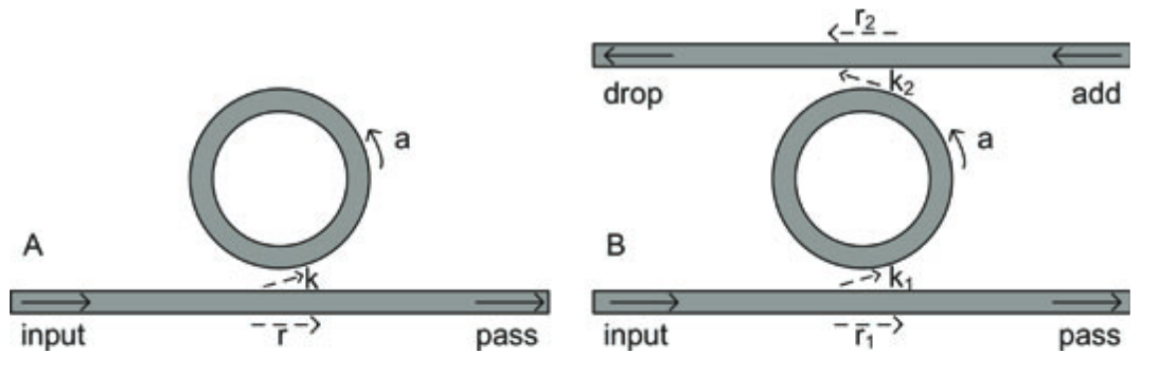 a
A
k
input
r
pass
r₂
drop
k₂
add
a
B
k₁
input
r₁
pass